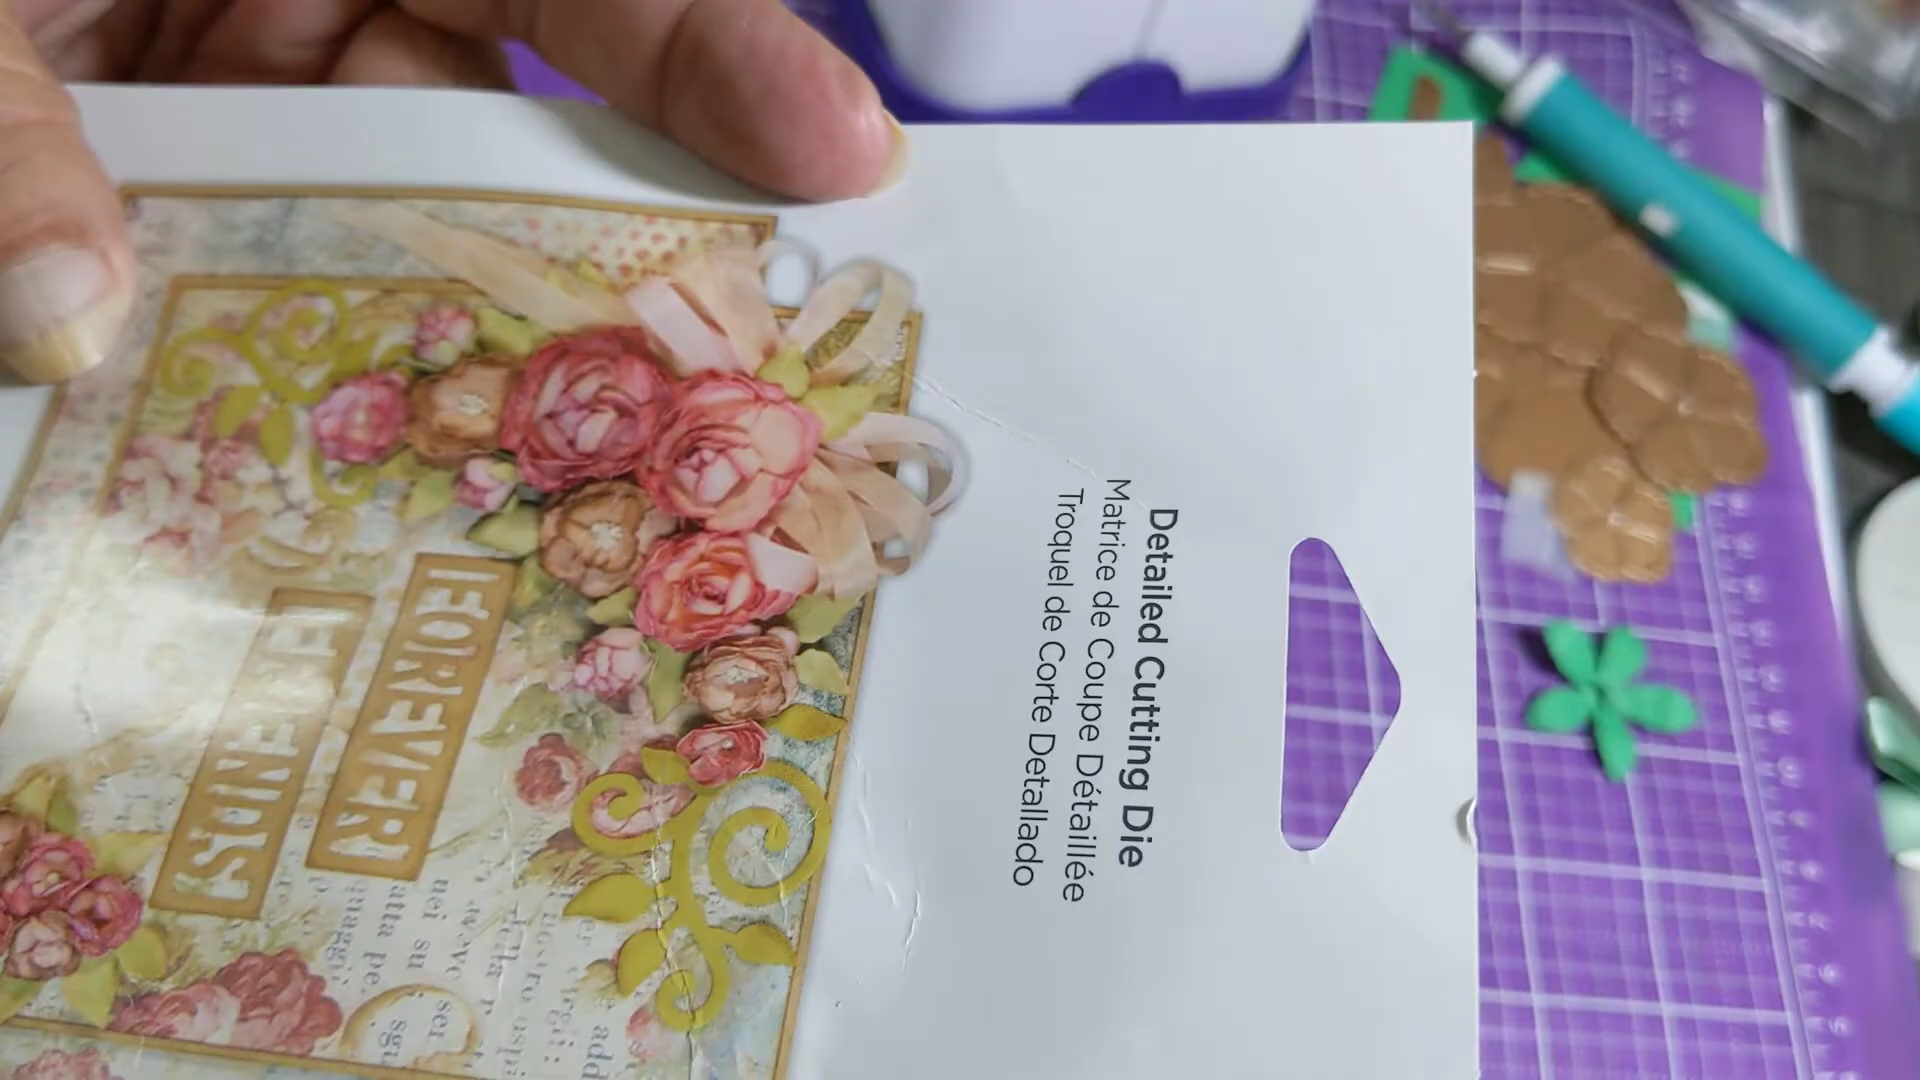 Detailed Cutting Die
Matrice de Coupe Détaillée
Troquel de Corte Detallado
FOREVER
FRIENDS